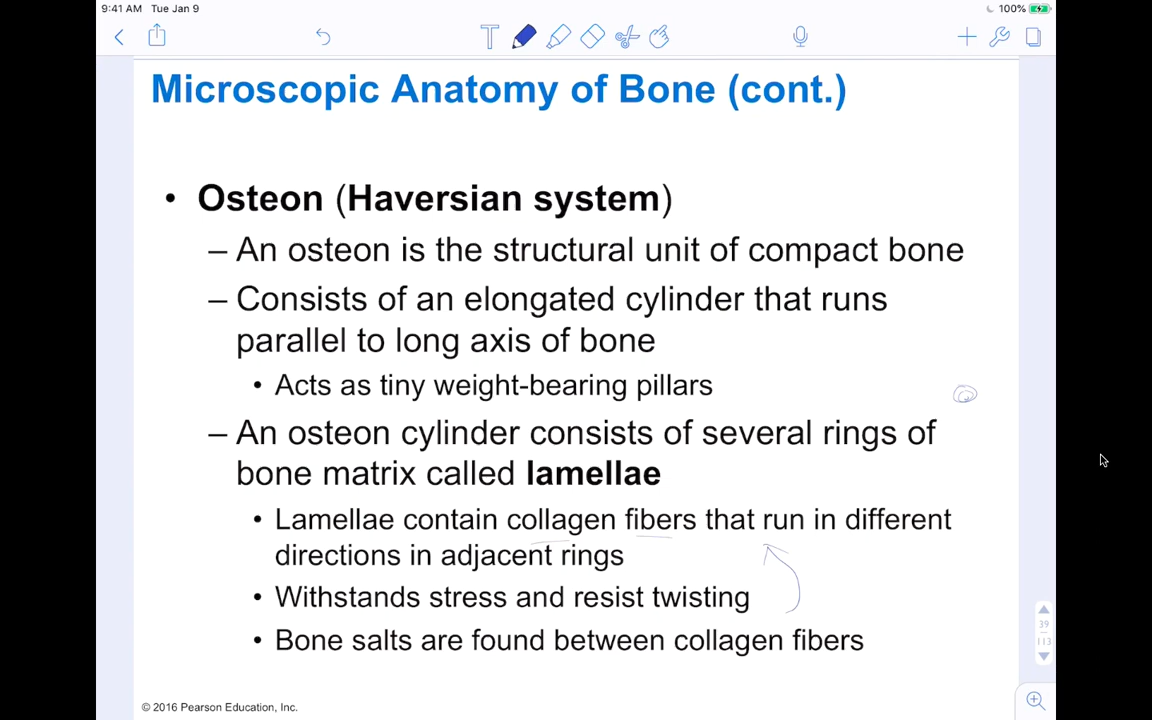 9:41 AM Tue Jan 9
100%
T
Microscopic Anatomy of Bone (cont.)
• Osteon (Haversian system)
– An osteon is the structural unit of compact bone
– Consists of an elongated cylinder that runs
parallel to long axis of bone
• Acts as tiny weight-bearing pillars
– An osteon cylinder consists of several rings of
bone matrix called lamellae
• Lamellae contain collagen fibers that run in different
directions in adjacent rings
• Withstands stress and resist twisting
• Bone salts are found between collagen fibers
39
113
© 2016 Pearson Education, Inc.